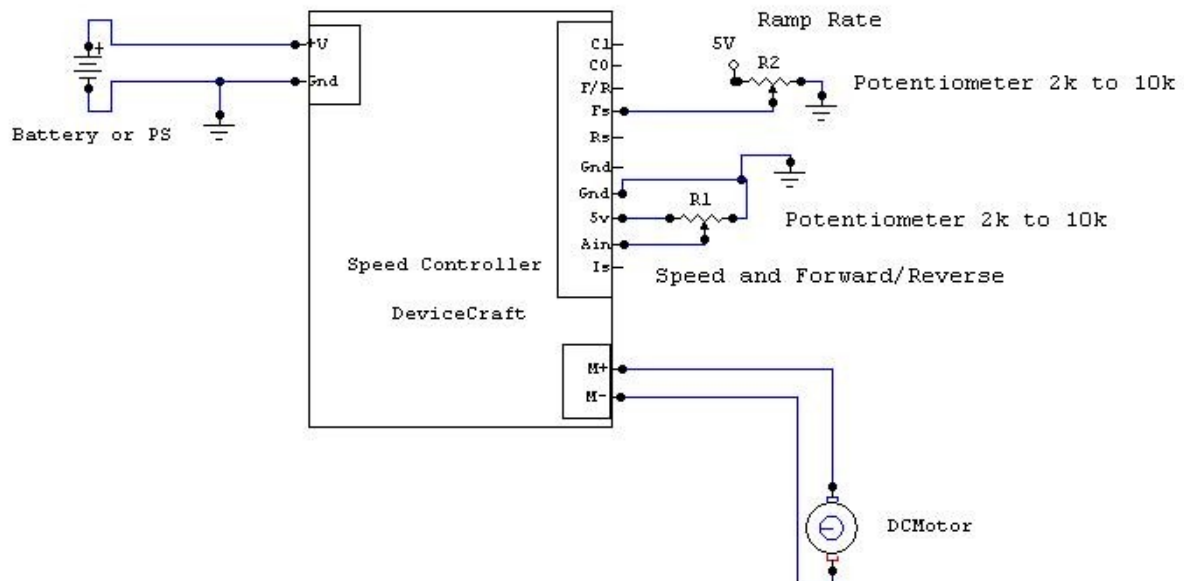 Ramp Rate
5V
R2
Potentiometer 2k to 10k
+
Battery or PS
+V
Gnd
C1
C0
F/R
Fs
Rs
Gnd
Gnd
5v
Ain
Is
R1
Potentiometer 2k to 10k
Speed and Forward/Reverse
Speed Controller
DeviceCraft
M+
M-
DCMotor